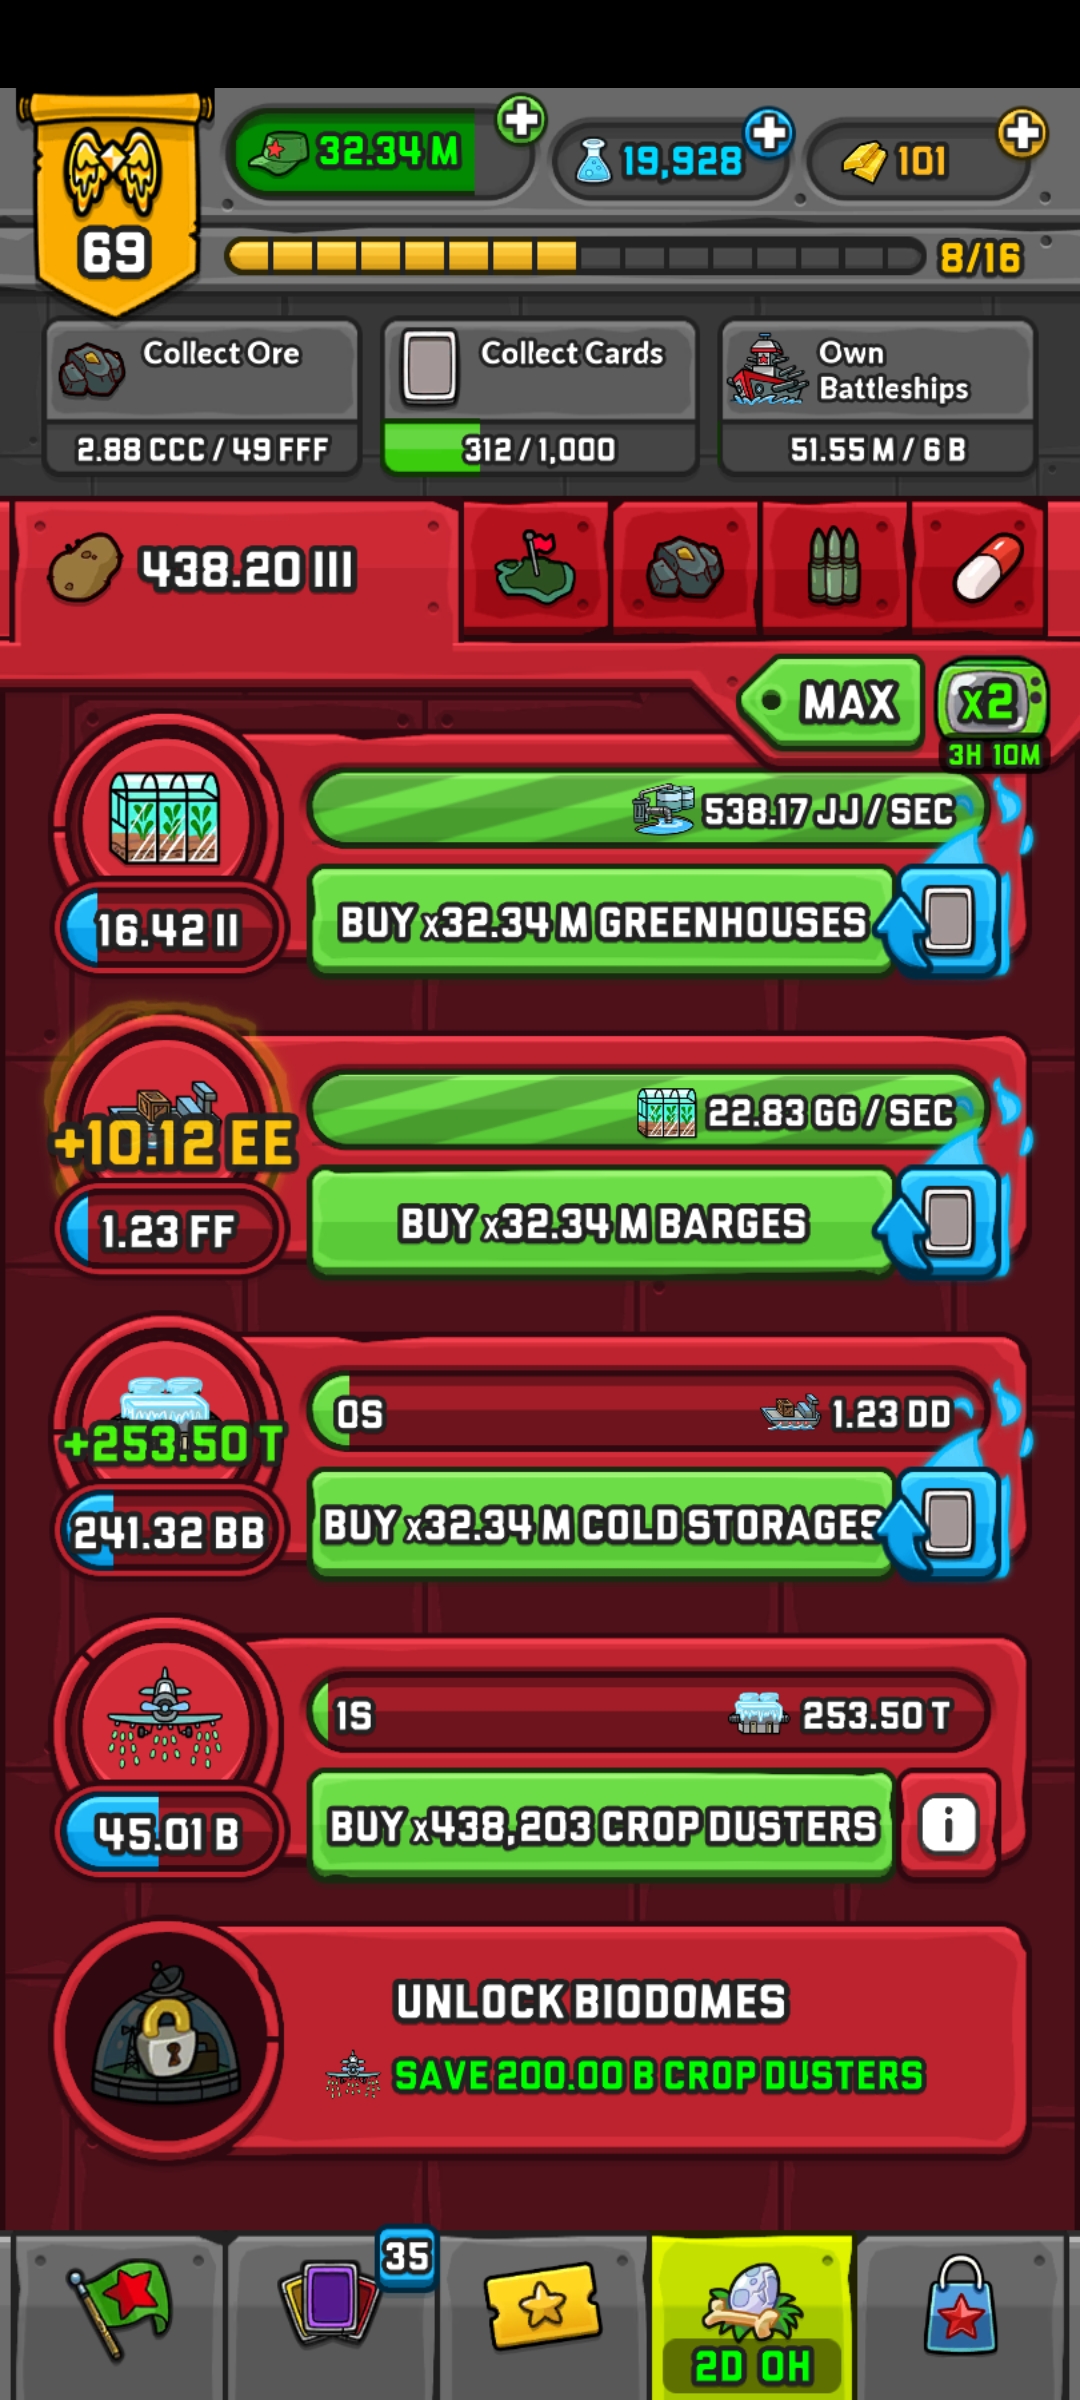 69
32.34 M
19,928
101
8/16
Collect Ore
2.88 CCC / 49 FFF
Collect Cards
312 / 1,000
Own
Battleships
51.55 M / 6 B
438.20 III
MAX
x2
3H 10M
538.17 JJ / SEC
16.42 II
BUY x32.34 M GREENHOUSES
22.83 GG / SEC
+10.12 EE
1.23 FF
BUY x32.34 M BARGES
0S
1.23 DD
+253.50 T
241.32 BB
BUY x32.34 M COLD STORAGES
1S
253.50 T
45.01 B
BUY x438,203 CROP DUSTERS
i
UNLOCK BIODOMES
SAVE 200.00 B CROP DUSTERS
35
2D 0H